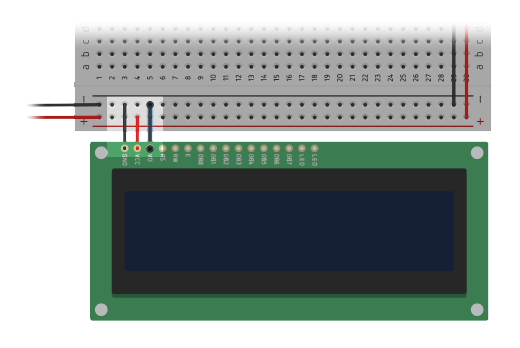 c
b
a
1 2 3 4 5 6 7 8 9 10 11 12 13 14 15 16 17 18 19 20 21 22 23 24 25 26 27 28
c
b
a
−
+
−
+
GND VCC VO RS RW E DB0 DB1 DB2 DB3 DB4 DB5 DB6 DB7 LED LED